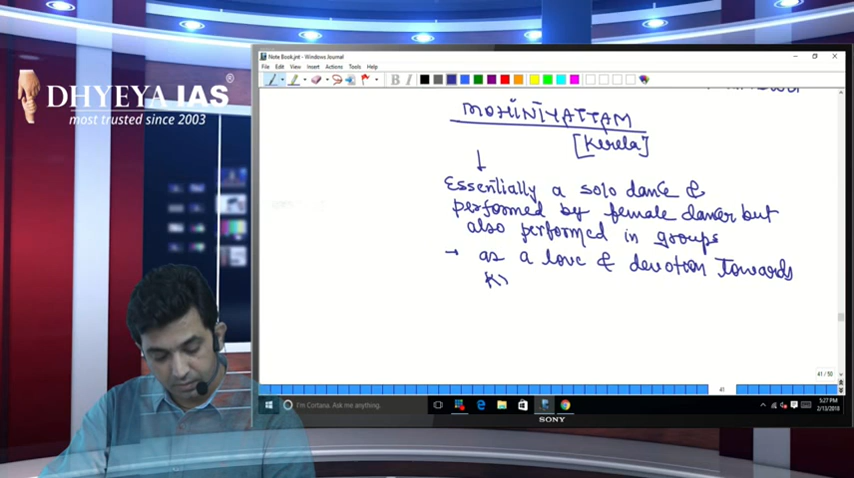 DHYEYA IAS®
most trusted since 2003
Note Book.jnt - Windows Journal
File Edit View Insert Actions Tools Help
MOHINIYATTAM
[Kerela]
Essentially a solo dance &
performed by female dancer but
also performed in groups
→ as a love & devotion Towards
41 / 50
41
I'm Cortana. Ask me anything.
5:27 PM
2/13/2018
SONY